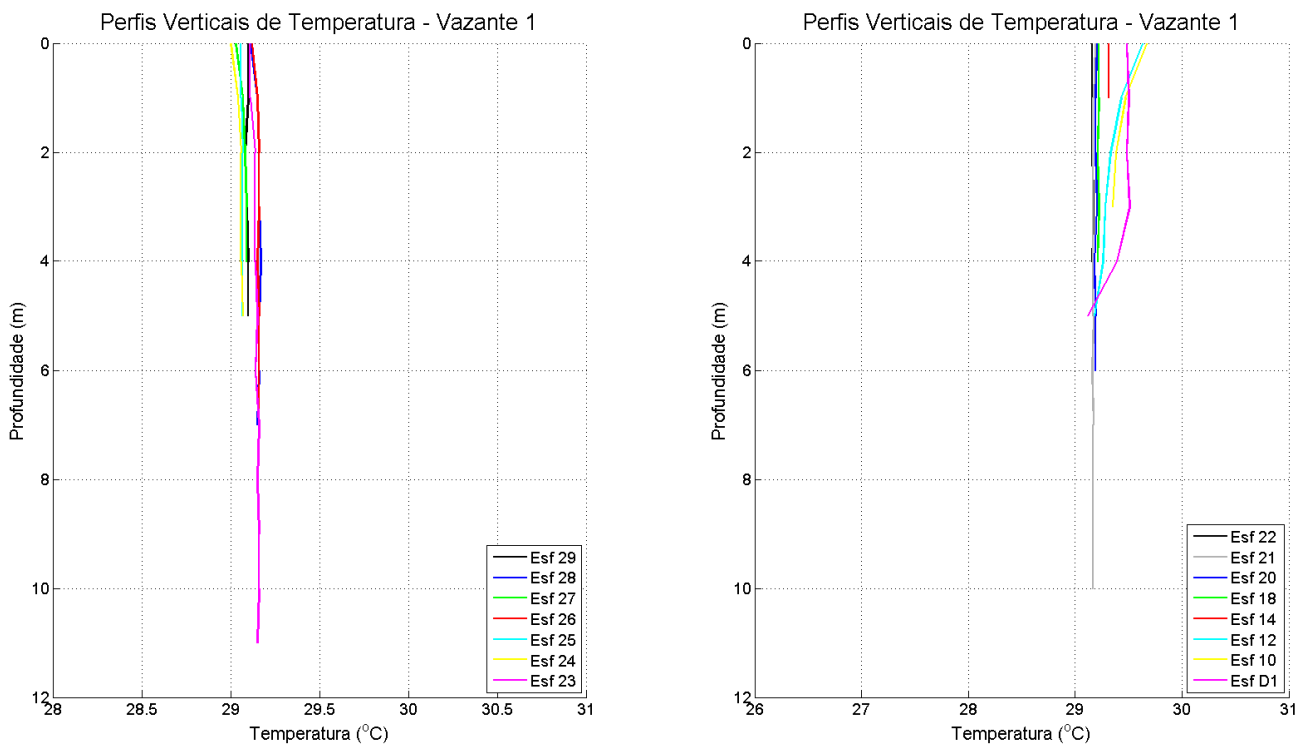 Perfis Verticais de Temperatura - Vazante 1
0
2
4
6
8
10
12
28
28.5
29
29.5
30
30.5
31
Profundidade (m)
Temperatura (°C)
Esf 29
Esf 28
Esf 27
Esf 26
Esf 25
Esf 24
Esf 23
Perfis Verticais de Temperatura - Vazante 1
0
2
4
6
8
10
12
26
27
28
29
30
31
Profundidade (m)
Temperatura (°C)
Esf 22
Esf 21
Esf 20
Esf 18
Esf 14
Esf 12
Esf 10
Esf D1